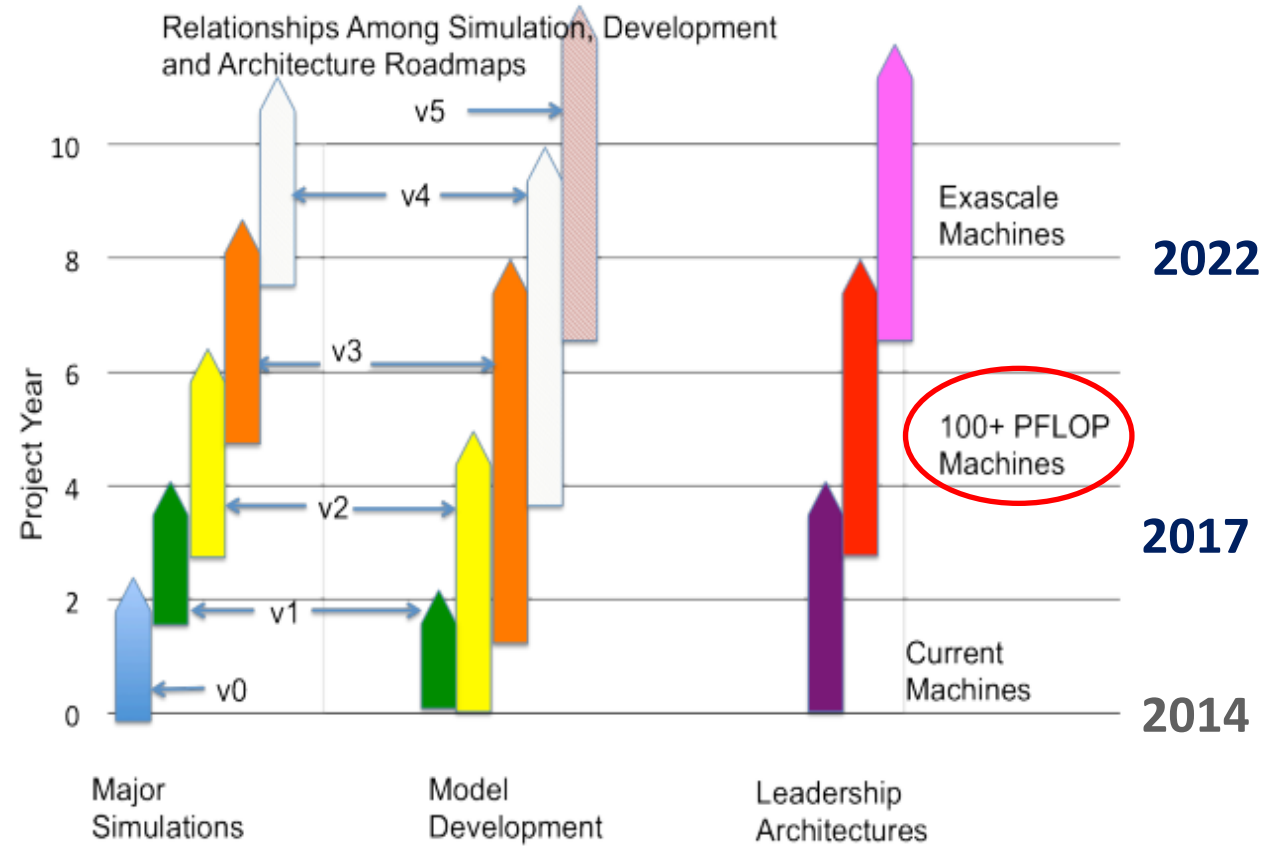 Relationships Among Simulation, Development
and Architecture Roadmaps
v5
10
v4
Exascale
Machines
8
2022
v3
6
100+ PFLOP
Machines
Project Year
4
v2
2017
2
v1
Current
Machines
v0
0
2014
Major
Simulations
Model
Development
Leadership
Architectures